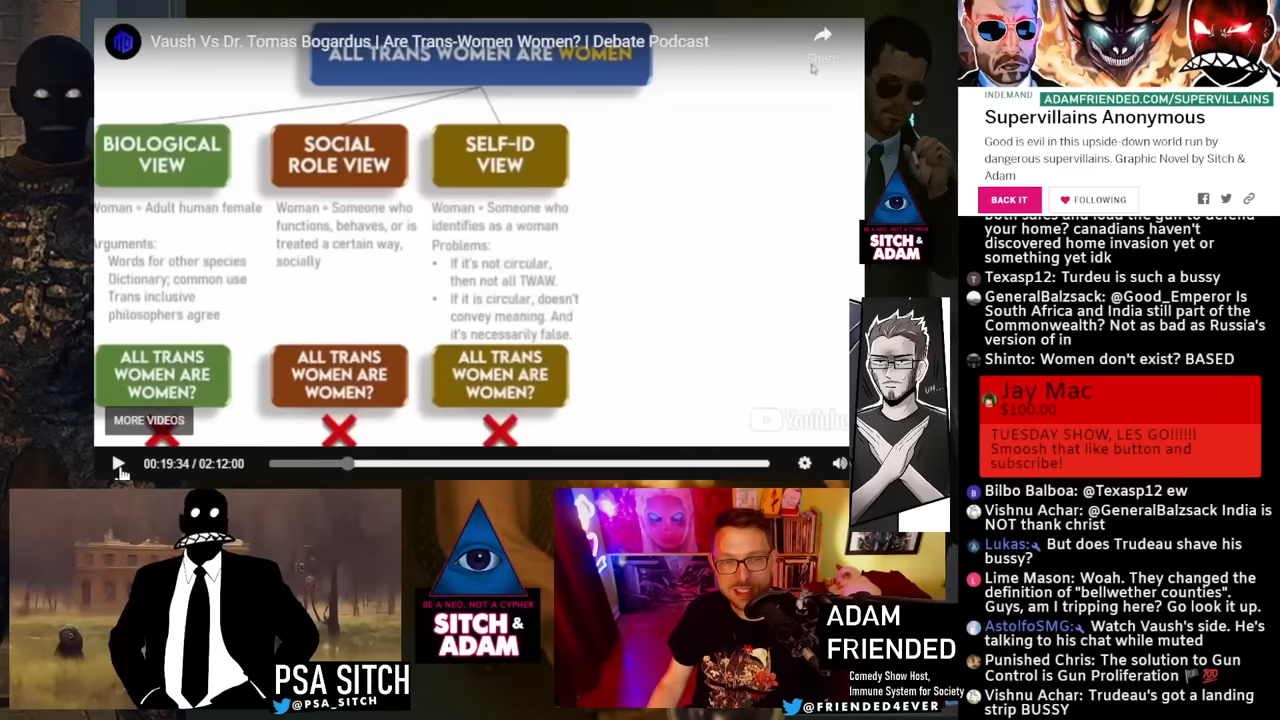 Vaush Vs Dr. Tomas Bogardus | Are Trans-Women Women? | Debate Podcast
Share
ALL TRANS WOMEN ARE WOMEN
BIOLOGICAL
VIEW
Woman = Adult human female
Arguments:
Words for other species
Dictionary; common use
Trans inclusive
philosophers agree
ALL TRANS
WOMEN ARE
WOMEN?
SOCIAL
ROLE VIEW
Woman = Someone who
functions, behaves, or is
treated a certain way,
socially
ALL TRANS
WOMEN ARE
WOMEN?
SELF-ID
VIEW
Woman = Someone who
identifies as a woman
Problems:
• If it's not circular,
then not all TWAW.
• If it is circular, doesn't
convey meaning. And
it's necessarily false.
ALL TRANS
WOMEN ARE
WOMEN?
MORE VIDEOS
YouTube
00:19:34 / 02:12:00
SITCH &
ADAM
UH...
BE A NEO, NOT A CYPHER
SITCH &
ADAM
PSA SITCH
@PSA_SITCH
ADAM
FRIENDED
Comedy Show Host,
Immune System for Society
@FRIENDED4EVER
INDEMAND
ADAMFRIENDED.COM/SUPERVILLAINS
Supervillains Anonymous
Good is evil in this upside-down world run by
dangerous supervillains. Graphic Novel by Sitch &
Adam
BACK IT
FOLLOWING
both safes and load the gun to defend
your home? canadians haven't
discovered home invasion yet or
something yet idk
Texasp12: Turdeu is such a bussy
GeneralBalzsack: @Good_Emperor Is
South Africa and India still part of the
Commonwealth? Not as bad as Russia's
version of in
Shinto: Women don't exist? BASED
Jay Mac
$100.00
TUESDAY SHOW, LES GO!!!!!!
Smoosh that like button and
subscribe!
Bilbo Balboa: @Texasp12 ew
Vishnu Achar: @GeneralBalzsack India is
NOT thank christ
Lukas: But does Trudeau shave his
bussy?
Lime Mason: Woah. They changed the
definition of "bellwether counties".
Guys, am I tripping here? Go look it up.
AstolfoSMG: Watch Vaush's side. He's
talking to his chat while muted
Punished Chris: The solution to Gun
Control is Gun Proliferation 🏴 💯
Vishnu Achar: Trudeau's got a landing
strip BUSSY